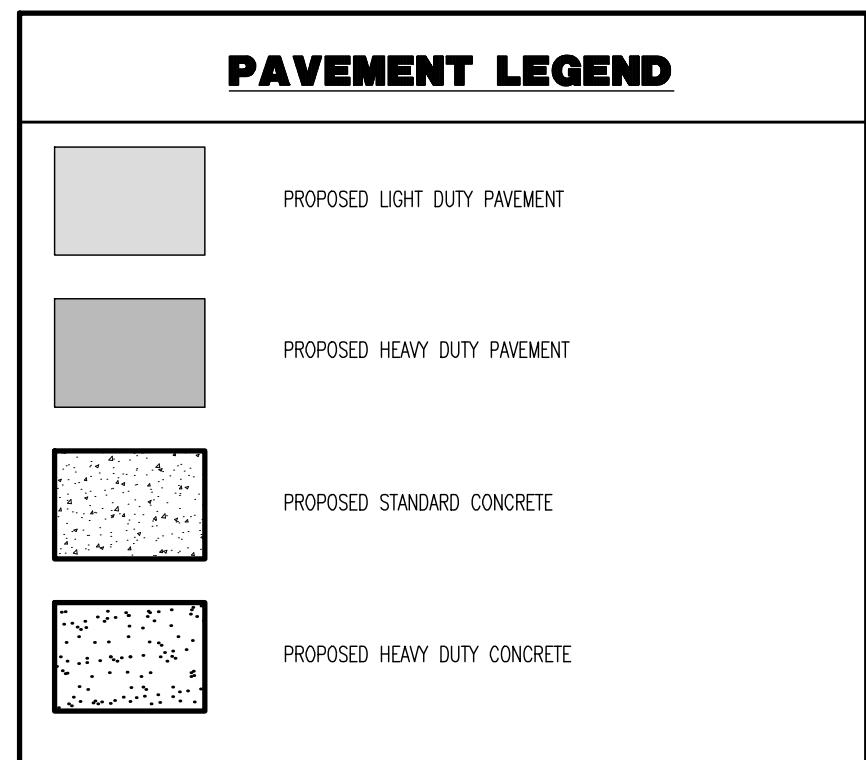 PAVEMENT LEGEND
PROPOSED LIGHT DUTY PAVEMENT
PROPOSED HEAVY DUTY PAVEMENT
PROPOSED STANDARD CONCRETE
PROPOSED HEAVY DUTY CONCRETE